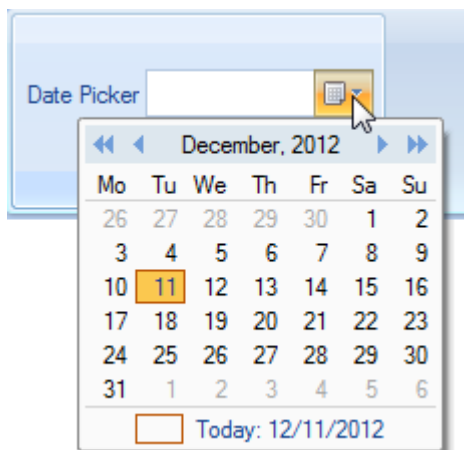 Date Picker
December, 2012
Mo Tu We Th Fr Sa Su
26 27 28 29 30 1 2
3 4 5 6 7 8 9
10 11 12 13 14 15 16
17 18 19 20 21 22 23
24 25 26 27 28 29 30
31 1 2 3 4 5 6
Today: 12/11/2012